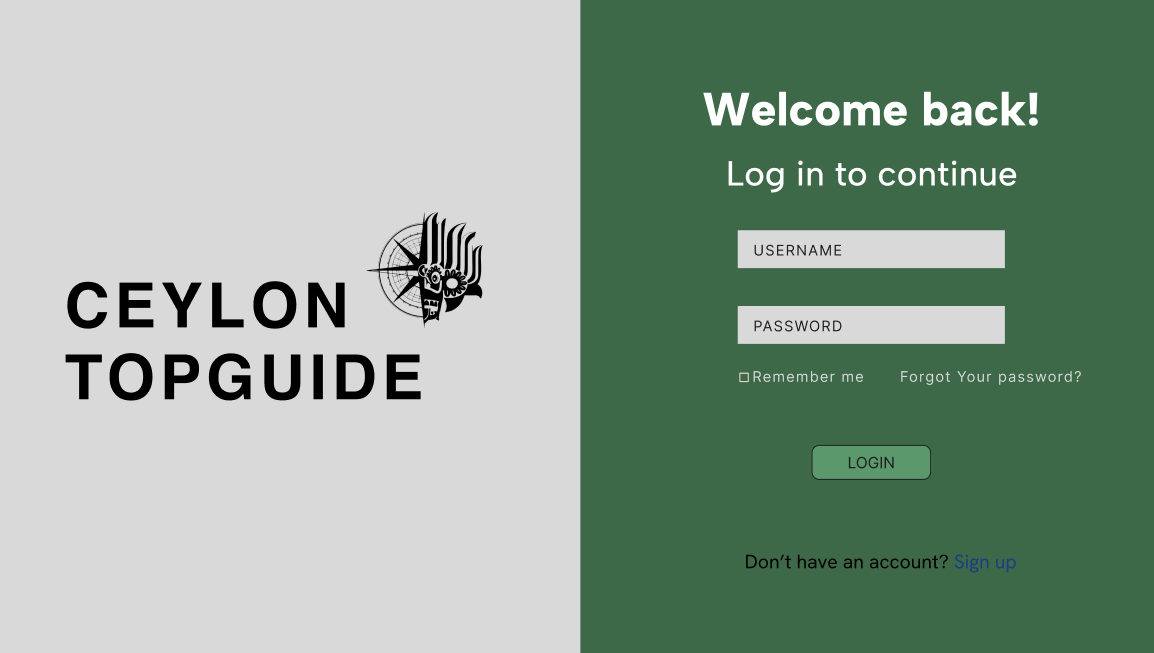 CEYLON
TOPGUIDE
Welcome back!
Log in to continue
USERNAME
PASSWORD
Remember me Forgot Your password?
LOGIN
Don’t have an account? Sign up